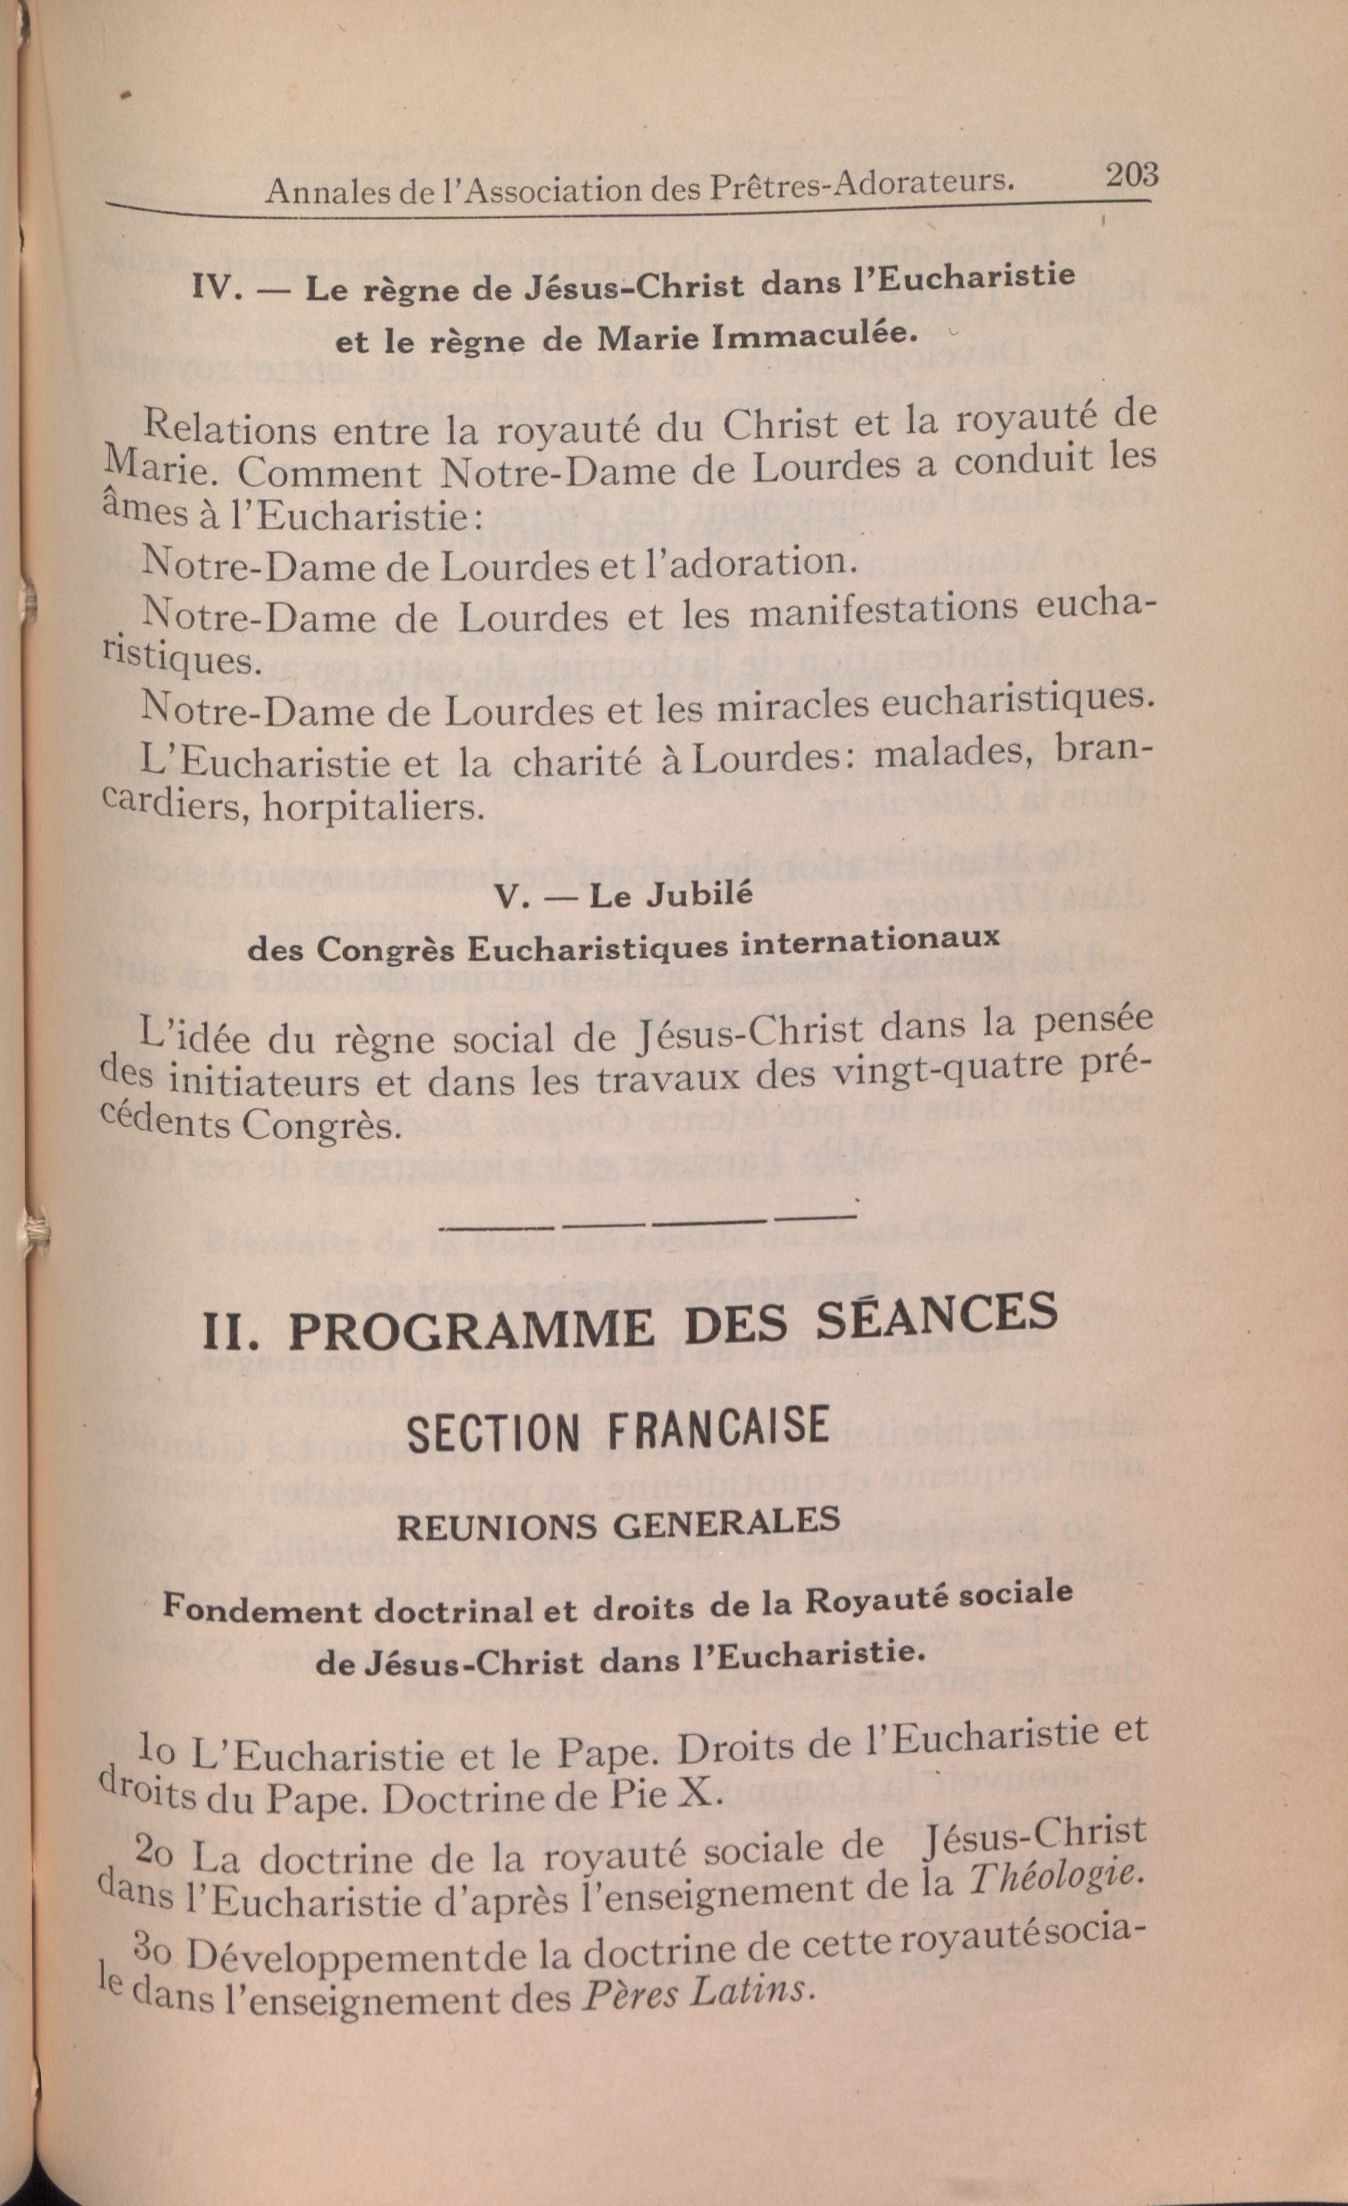 Annales de l'Association des Prêtres-Adorateurs. 203
IV. — Le règne de Jésus-Christ dans l'Eucharistie
et le règne de Marie Immaculée.
Relations entre la royauté du Christ et la royauté de
Marie. Comment Notre-Dame de Lourdes a conduit les
âmes à l'Eucharistie:
Notre-Dame de Lourdes et l'adoration.
Notre-Dame de Lourdes et les manifestations eucha-
ristiques.
Notre-Dame de Lourdes et les miracles eucharistiques.
L'Eucharistie et la charité à Lourdes: malades, bran-
cardiers, horpitaliers.
V. — Le Jubilé
des Congrès Eucharistiques internationaux
L'idée du règne social de Jésus-Christ dans la pensée
des initiateurs et dans les travaux des vingt-quatre pré-
cédents Congrès.
II. PROGRAMME DES SÉANCES
SECTION FRANCAISE
REUNIONS GENERALES
Fondement doctrinal et droits de la Royauté sociale
de Jésus-Christ dans l'Eucharistie.
1o L'Eucharistie et le Pape. Droits de l'Eucharistie et
droits du Pape. Doctrine de Pie X.
2o La doctrine de la royauté sociale de Jésus-Christ
dans l'Eucharistie d'après l'enseignement de la Théologie.
3o Développement de la doctrine de cette royauté socia-
le dans l'enseignement des Pères Latins.